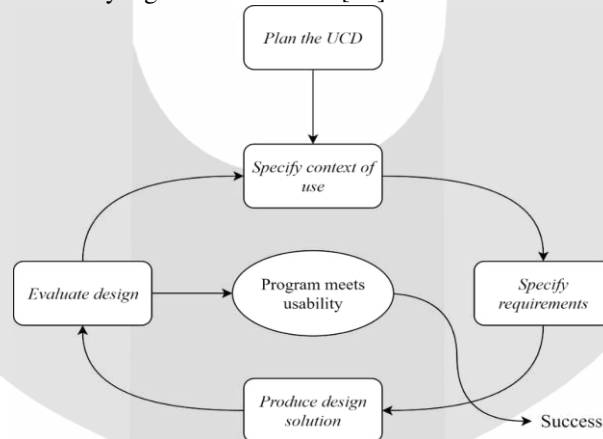 Plan the UCD
Specify context of
use
Evaluate design
Program meets
usability
Specify
requirements
Produce design
solution
Success